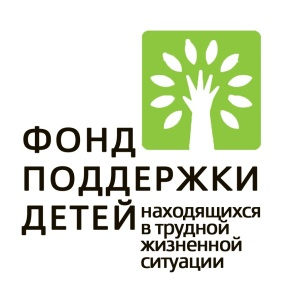 ФОНД
ПОДДЕРЖКИ
ДЕТЕЙ
находящихся
в трудной
жизненной
ситуации